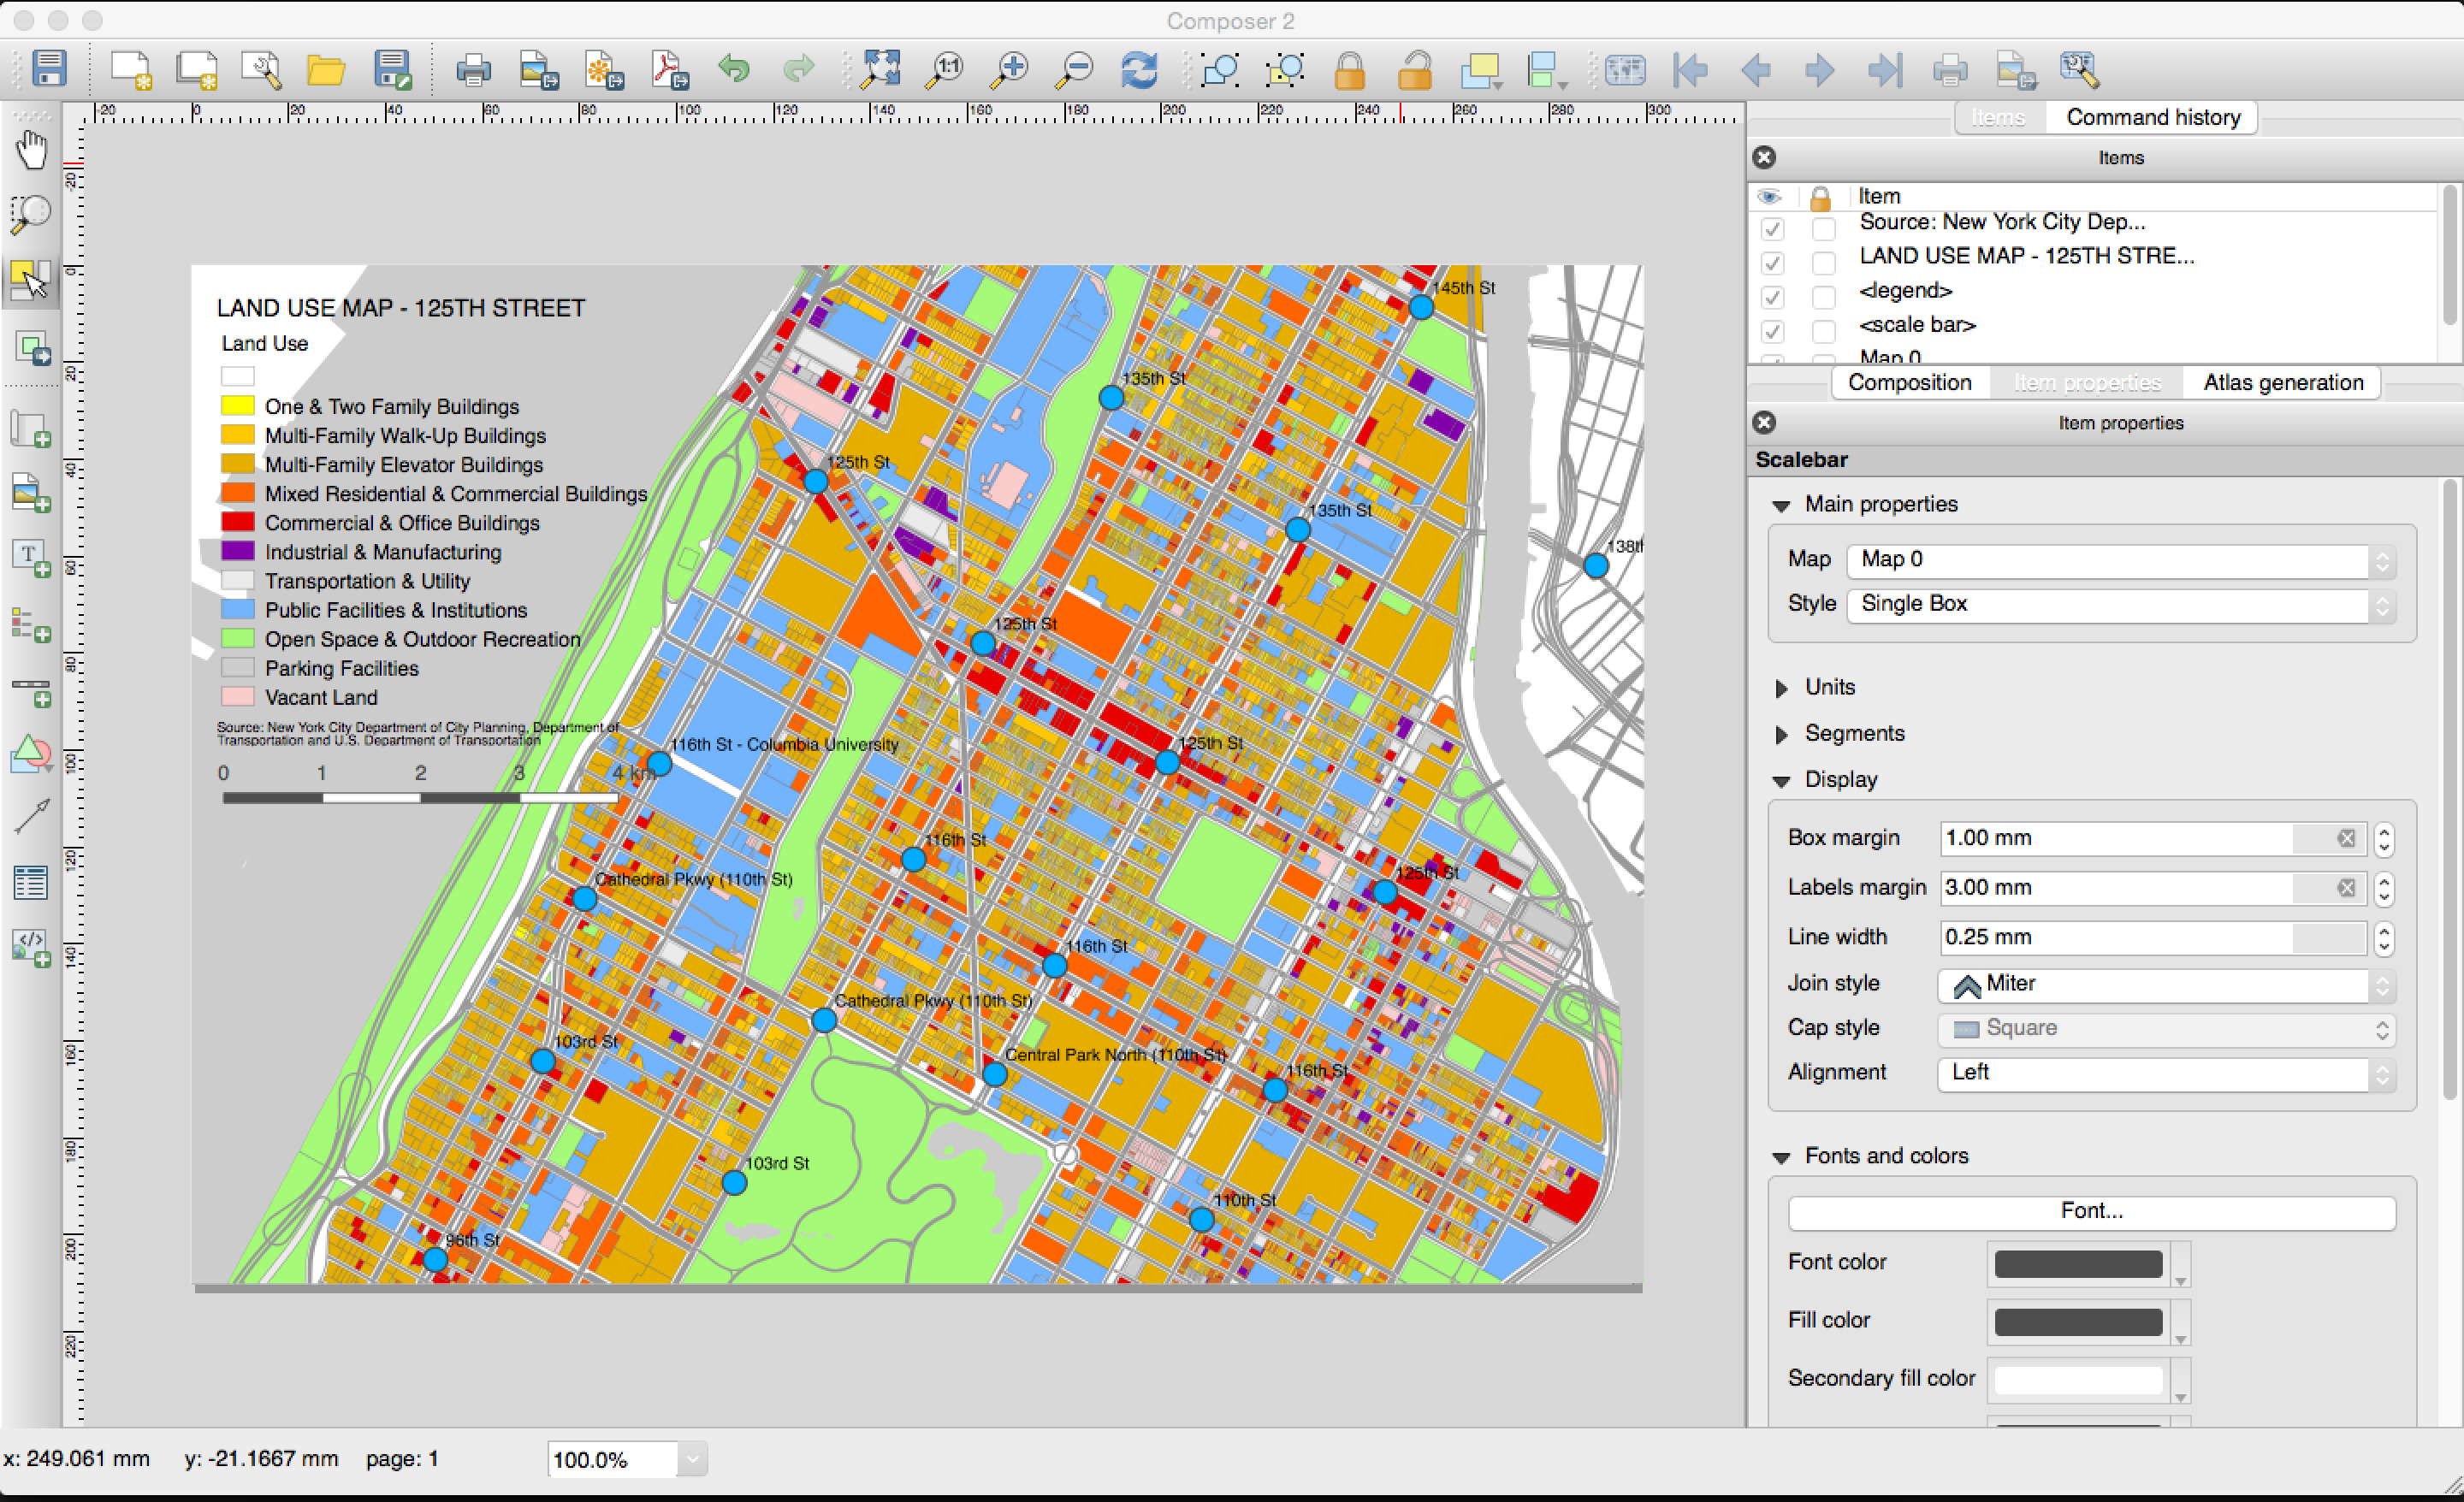 Composer 2
1:1
-20 0 20 40 60 80 100 120 140 160 180 200 220 240 260 280 300
-20
0
20
40
60
80
100
120
140
160
180
200
220
T
</>
LAND USE MAP - 125TH STREET
Land Use
One & Two Family Buildings
Multi-Family Walk-Up Buildings
Multi-Family Elevator Buildings
Mixed Residential & Commercial Buildings
Commercial & Office Buildings
Industrial & Manufacturing
Transportation & Utility
Public Facilities & Institutions
Open Space & Outdoor Recreation
Parking Facilities
Vacant Land
Source: New York City Department of City Planning, Department of
Transportation and U.S. Department of Transportation
0 1 2 3 4 km
145th St
135th St
125th St
135th St
138th
125th St
116th St - Columbia University
125th St
116th St
125th St
Cathedral Pkwy (110th St)
116th St
Cathedral Pkwy (110th St)
103rd St
Central Park North (110th St)
116th St
103rd St
110th St
96th St
Items Command history
Items
Item
Source: New York City Dep...
LAND USE MAP - 125TH STRE...
<legend>
<scale bar>
Map 0
Composition Item properties Atlas generation
Item properties
Scalebar
Main properties
Map Map 0
Style Single Box
Units
Segments
Display
Box margin 1.00 mm
Labels margin 3.00 mm
Line width 0.25 mm
Join style Miter
Cap style Square
Alignment Left
Fonts and colors
Font...
Font color
Fill color
Secondary fill color
x: 249.061 mm y: -21.1667 mm page: 1 100.0%